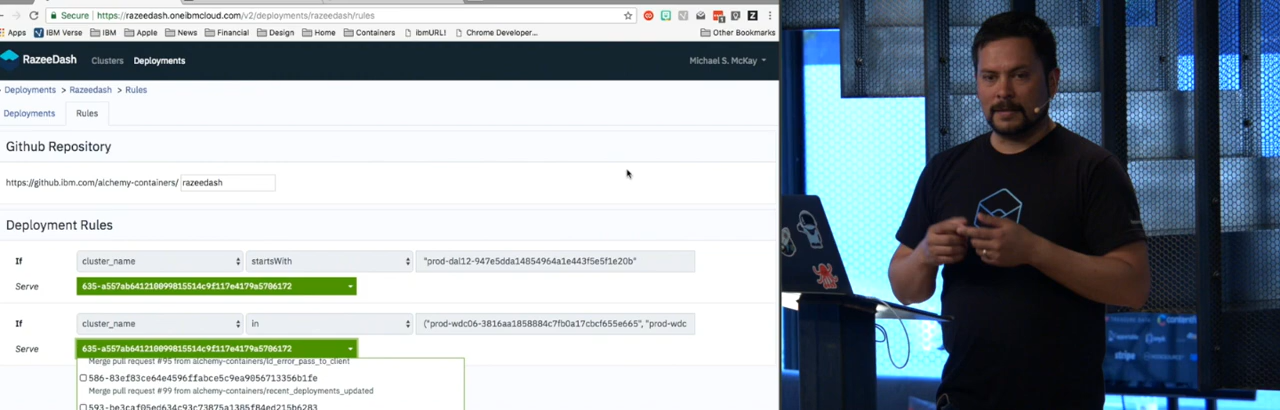 Secure https://razeedash.oneibmcloud.com/v2/deployments/razeedash/rules
Apps IBM Verse IBM Apple News Financial Design Home Containers ibmURL! Chrome Developer... Other Bookmarks
RazeeDash Clusters Deployments Michael S. McKay
Deployments > Razeedash > Rules
Deployments Rules
Github Repository
https://github.ibm.com/alchemy-containers/ razeedash
Deployment Rules
If cluster_name startsWith "prod-dal12-947e5dda14854964a1e443f5e5f1e20b"
Serve 635-a557ab641210099815514c9f117e4179a5706172
If cluster_name in ("prod-wdc06-3816aa1858884c7fb0a17cbcf655e665", "prod-wdc
Serve 635-a557ab641210099815514c9f117e4179a5706172
Merge pull request #95 from alchemy-containers/ld_error_pass_to_client
586-83ef83ce64e4596ffabce5c9ea9056713356b1fe
Merge pull request #99 from alchemy-containers/recent_deployments_updated
593-be3caf05ed634c93c73875a1385f84ed215b6283
stripe